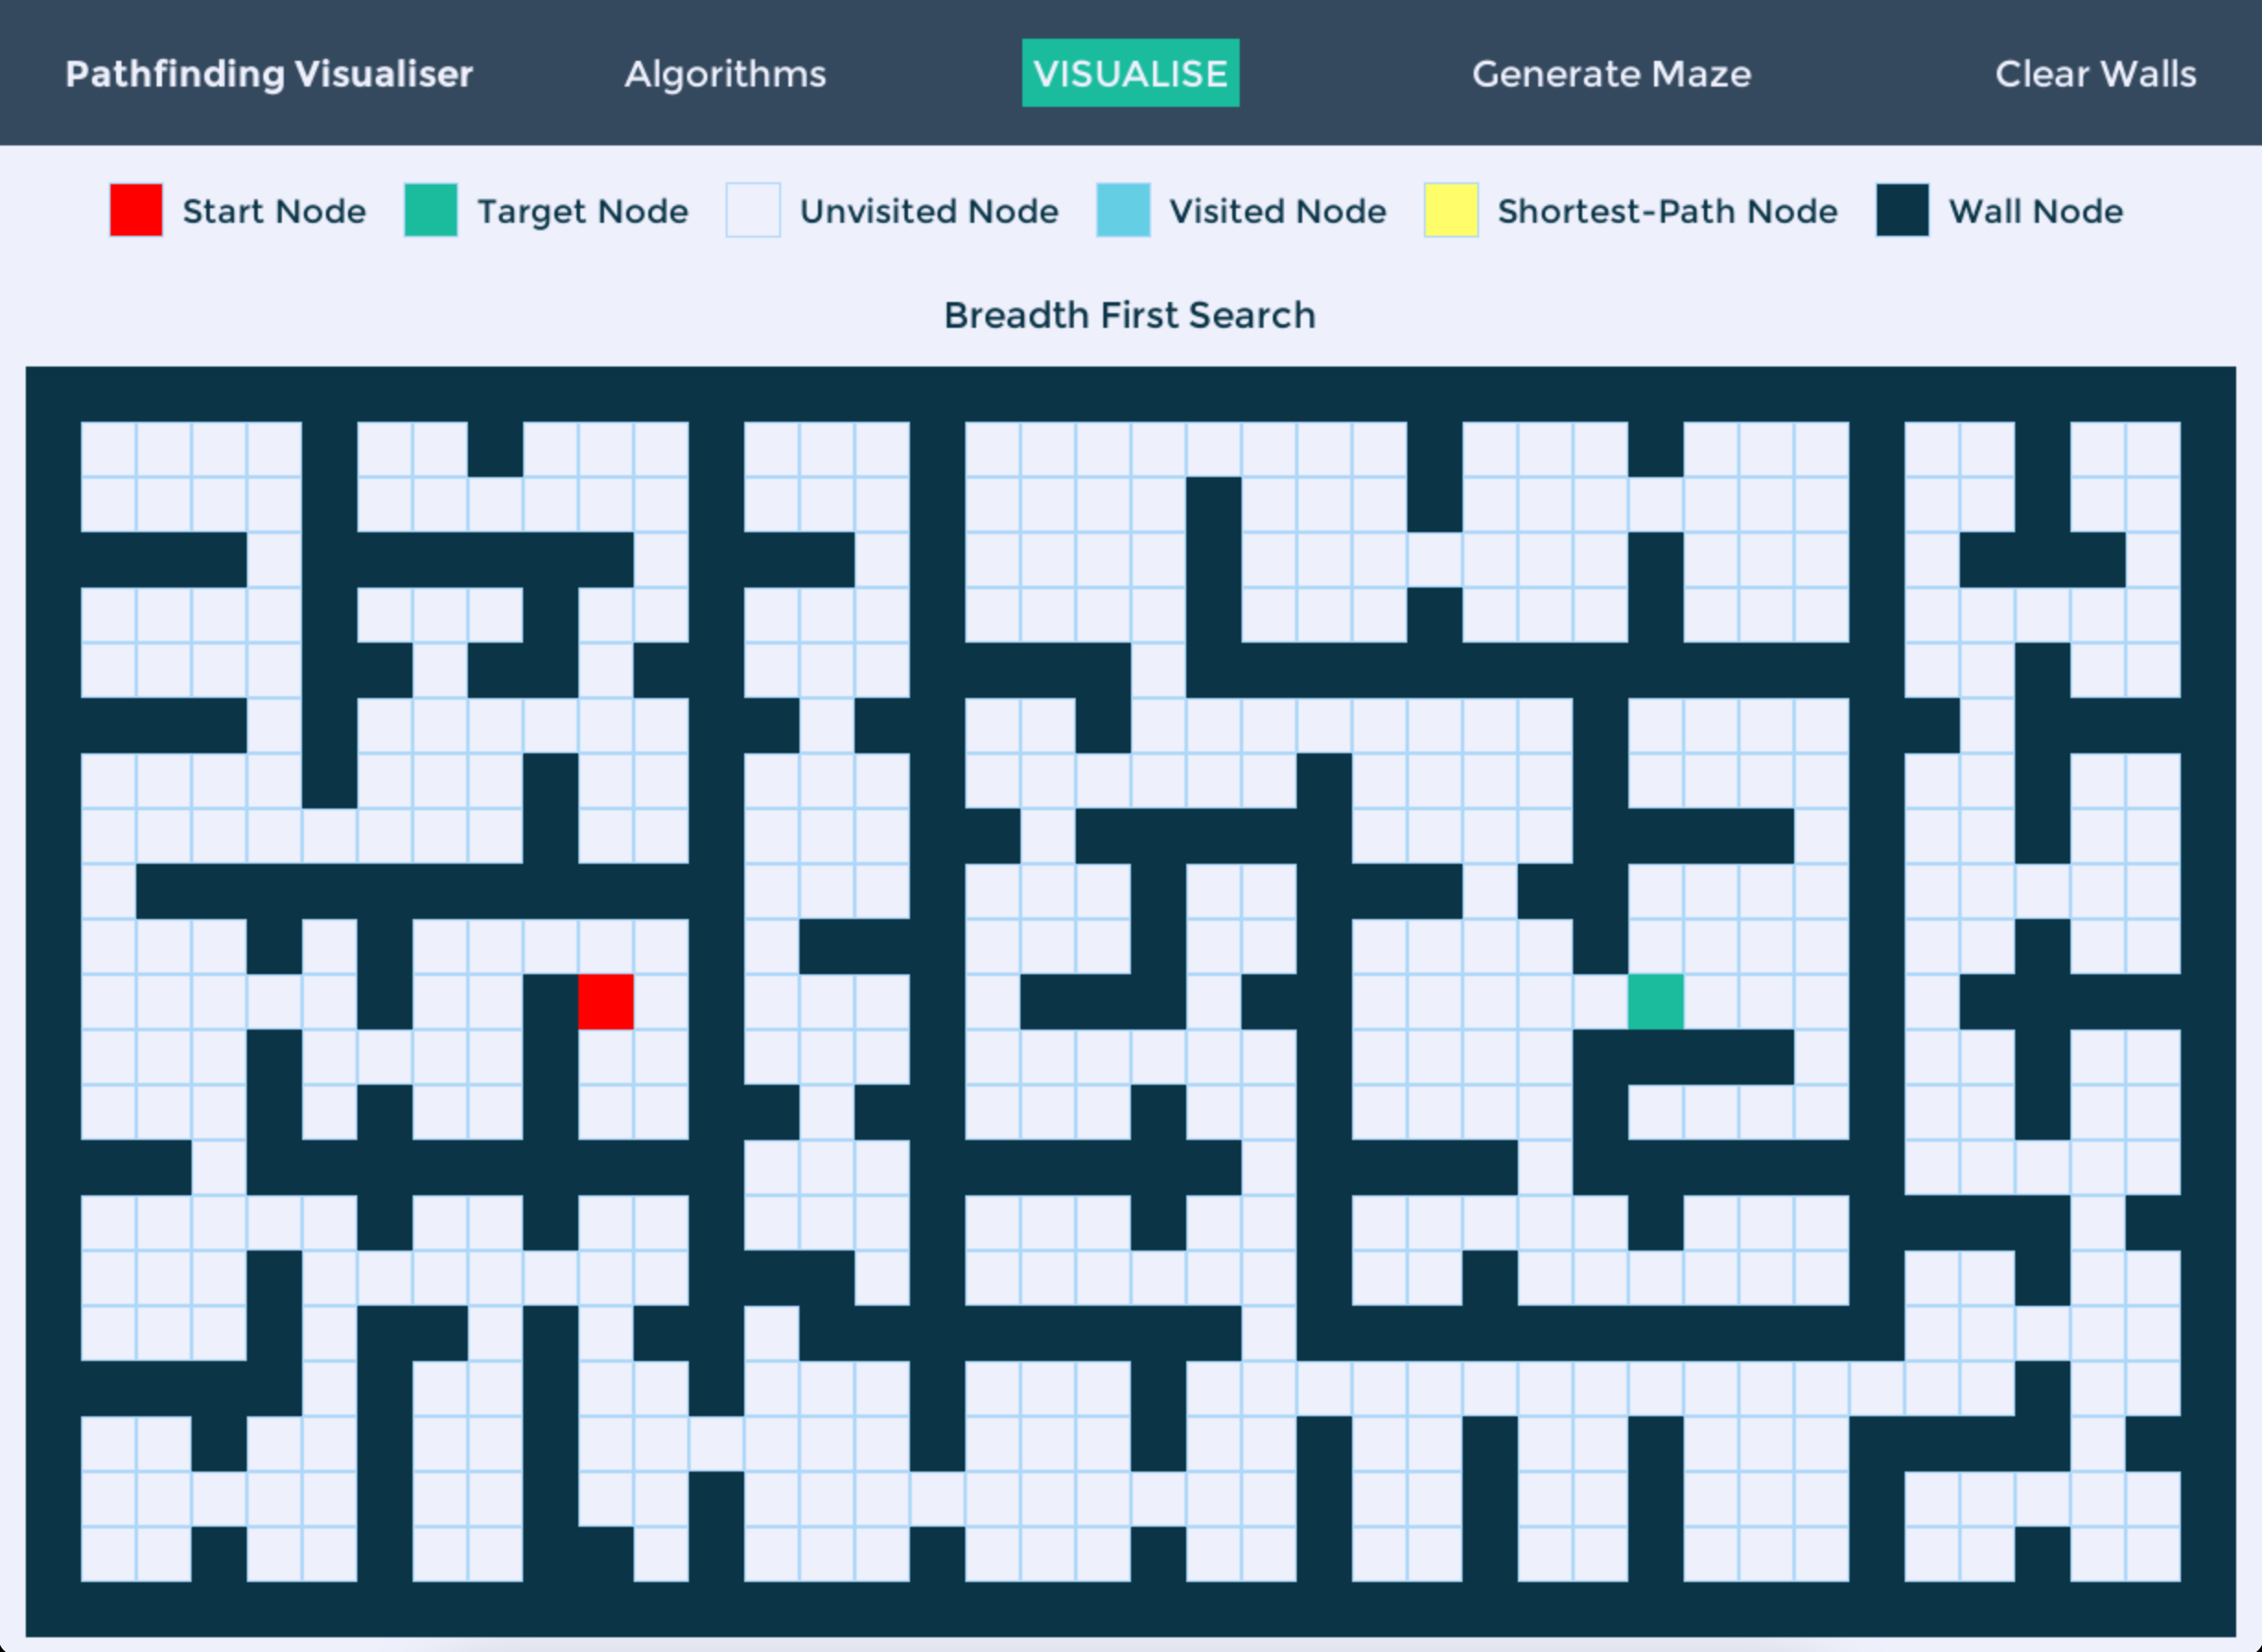 Pathfinding Visualiser Algorithms VISUALISE Generate Maze Clear Walls
Start Node Target Node Unvisited Node Visited Node Shortest-Path Node Wall Node
Breadth First Search